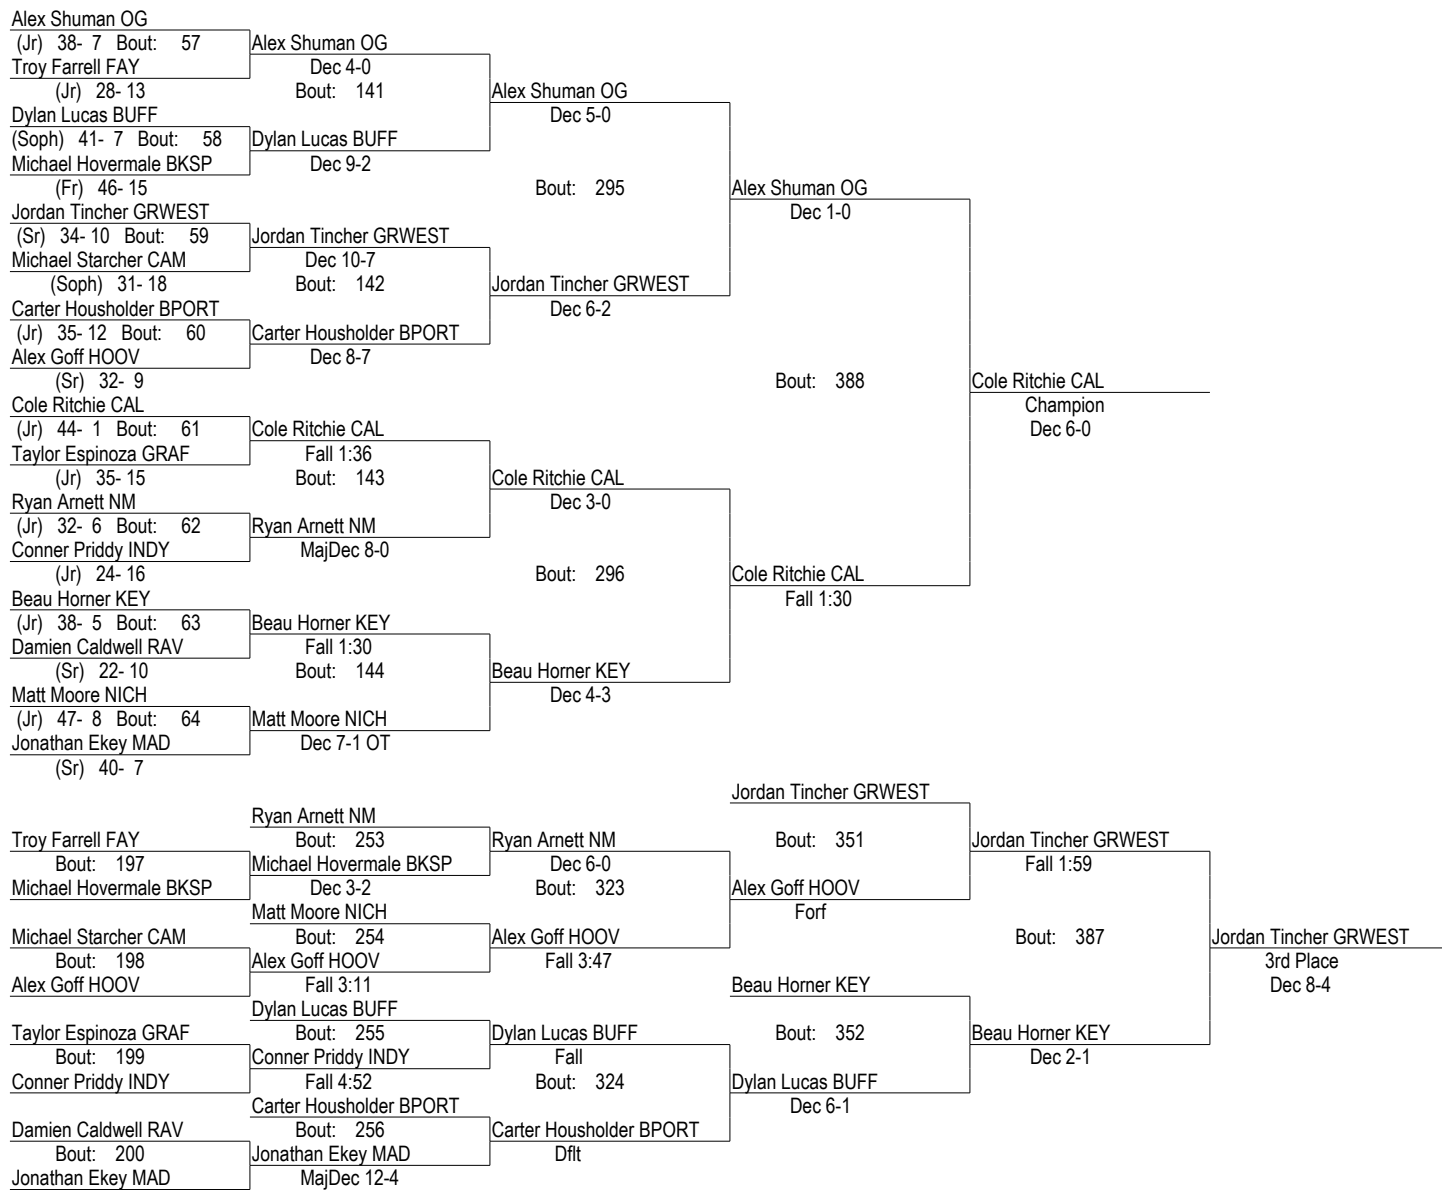 Alex Shuman OG
(Jr) 38- 7 Bout: 57 Alex Shuman OG
Troy Farrell FAY Dec 4-0
(Jr) 28- 13 Bout: 141 Alex Shuman OG
Dylan Lucas BUFF Dec 5-0
(Soph) 41- 7 Bout: 58 Dylan Lucas BUFF
Michael Hovermale BKSP Dec 9-2
(Fr) 46- 15 Bout: 295 Alex Shuman OG
Jordan Tincher GRWEST Dec 1-0
(Sr) 34- 10 Bout: 59 Jordan Tincher GRWEST
Michael Starcher CAM Dec 10-7
(Soph) 31- 18 Bout: 142 Jordan Tincher GRWEST
Carter Housholder BPORT Dec 6-2
(Jr) 35- 12 Bout: 60 Carter Housholder BPORT
Alex Goff HOOV Dec 8-7
(Sr) 32- 9 Bout: 388 Cole Ritchie CAL
Cole Ritchie CAL Champion
(Jr) 44- 1 Bout: 61 Cole Ritchie CAL Dec 6-0
Taylor Espinoza GRAF Fall 1:36
(Jr) 35- 15 Bout: 143 Cole Ritchie CAL
Ryan Arnett NM Dec 3-0
(Jr) 32- 6 Bout: 62 Ryan Arnett NM
Conner Priddy INDY MajDec 8-0
(Jr) 24- 16 Bout: 296 Cole Ritchie CAL
Beau Horner KEY Fall 1:30
(Jr) 38- 5 Bout: 63 Beau Horner KEY
Damien Caldwell RAV Fall 1:30
(Sr) 22- 10 Bout: 144 Beau Horner KEY
Matt Moore NICH Dec 4-3
(Jr) 47- 8 Bout: 64 Matt Moore NICH
Jonathan Ekey MAD Dec 7-1 OT
(Sr) 40- 7
Jordan Tincher GRWEST
Ryan Arnett NM
Troy Farrell FAY Bout: 253 Ryan Arnett NM Bout: 351 Jordan Tincher GRWEST
Bout: 197 Michael Hovermale BKSP Dec 6-0 Fall 1:59
Michael Hovermale BKSP Dec 3-2 Bout: 323 Alex Goff HOOV
Matt Moore NICH Forf
Michael Starcher CAM Bout: 254 Alex Goff HOOV Bout: 387 Jordan Tincher GRWEST
Bout: 198 Alex Goff HOOV Fall 3:47 3rd Place
Alex Goff HOOV Fall 3:11 Beau Horner KEY Dec 8-4
Dylan Lucas BUFF
Taylor Espinoza GRAF Bout: 255 Dylan Lucas BUFF Bout: 352 Beau Horner KEY
Bout: 199 Conner Priddy INDY Fall Dec 2-1
Conner Priddy INDY Fall 4:52 Bout: 324 Dylan Lucas BUFF
Carter Housholder BPORT Dec 6-1
Damien Caldwell RAV Bout: 256 Carter Housholder BPORT
Bout: 200 Jonathan Ekey MAD Dflt
Jonathan Ekey MAD MajDec 12-4